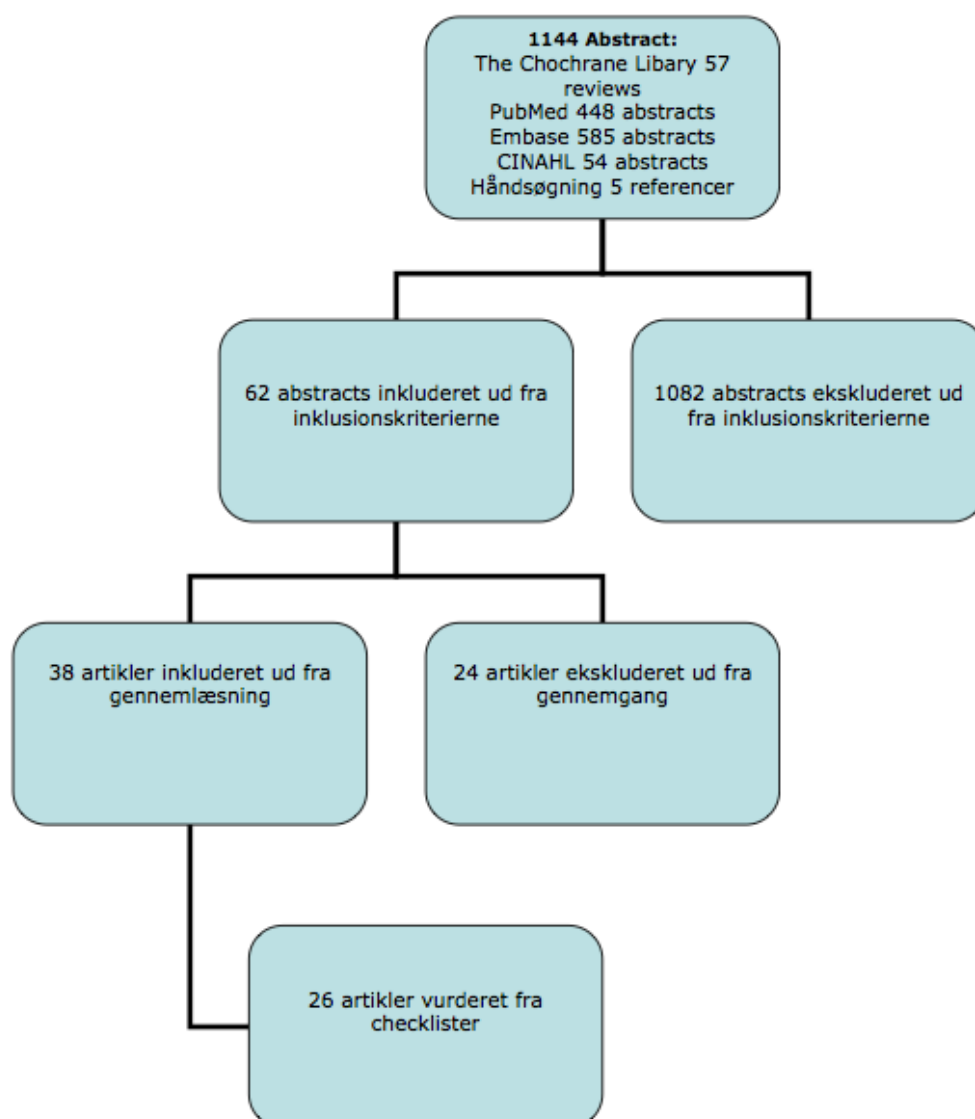 1144 Abstract:
The Chochrane Libary 57
reviews
PubMed 448 abstracts
Embase 585 abstracts
CINAHL 54 abstracts
Håndsøgning 5 referencer
62 abstracts inkluderet ud fra
inklusionskriterierne
1082 abstracts ekskluderet ud
fra inklusionskriterierne
38 artikler inkluderet ud fra
gennemlæsning
24 artikler ekskluderet ud fra
gennemgang
26 artikler vurderet fra
checklister